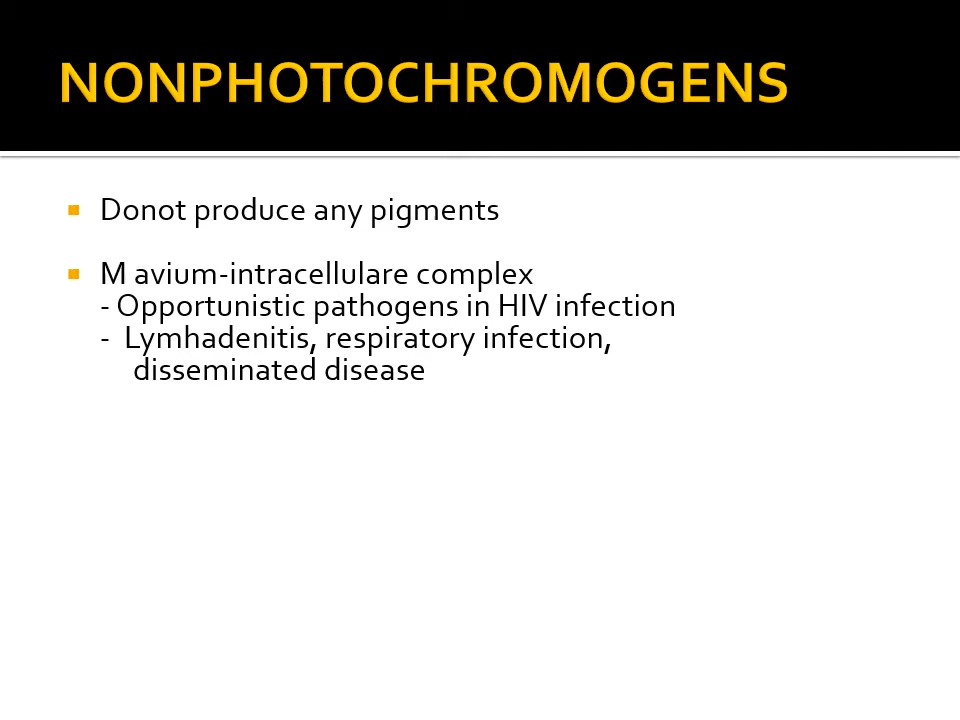 NONPHOTOCHROMOGENS
Donot produce any pigments
M avium-intracellulare complex
- Opportunistic pathogens in HIV infection
- Lymhadenitis, respiratory infection,
disseminated disease